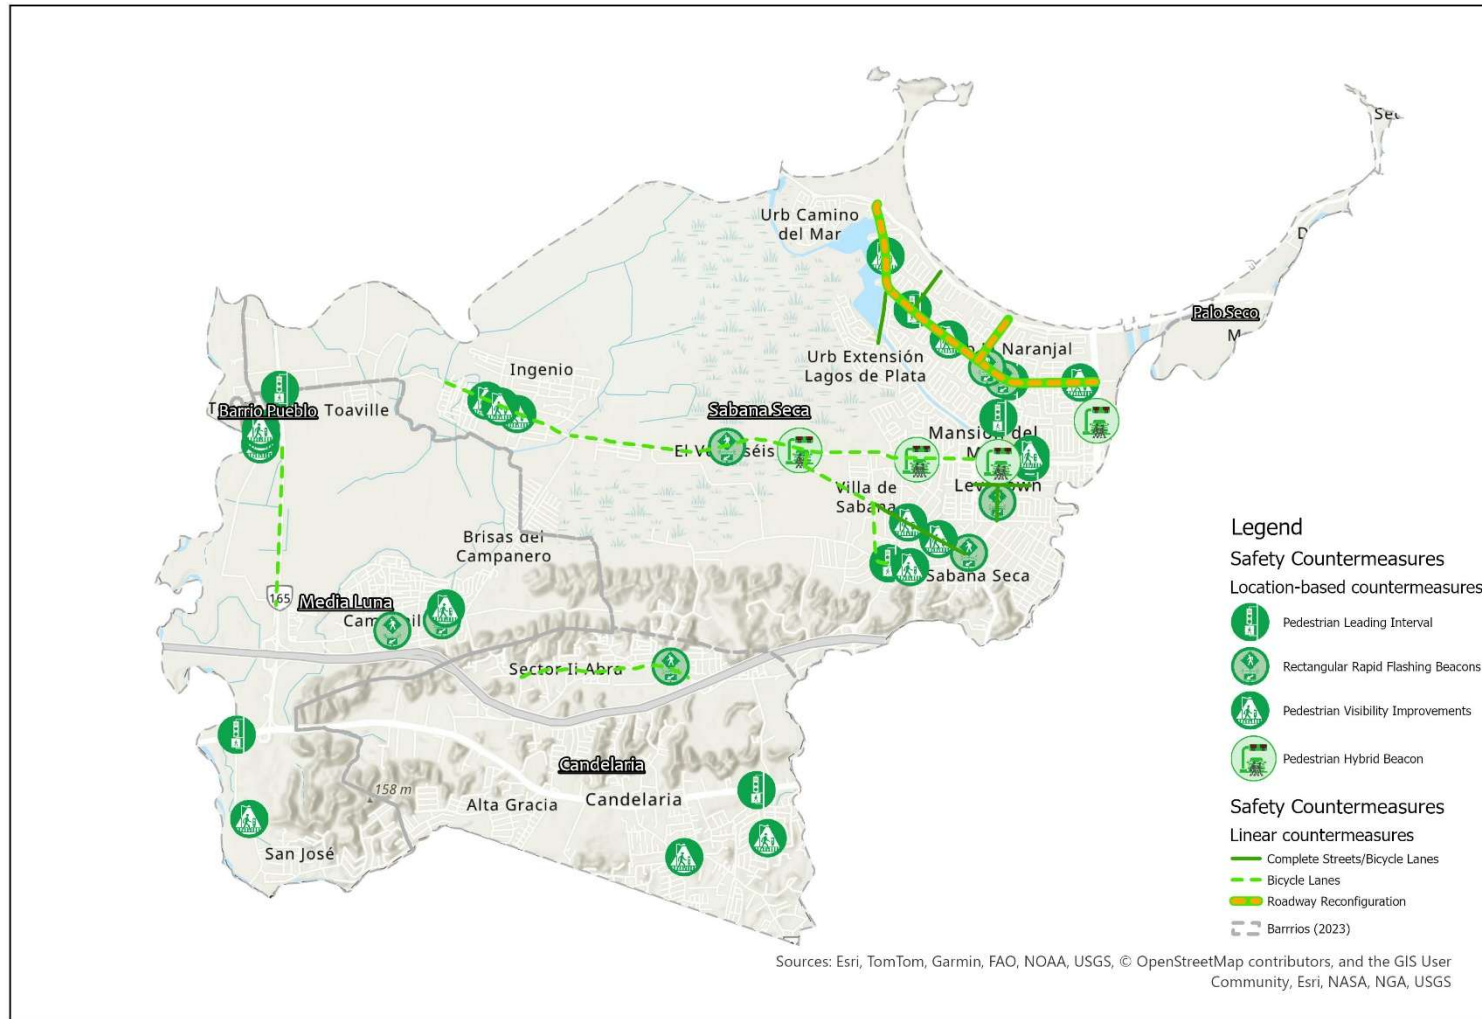 Urb Camino
del Mar
Palo Seco
M
Naranjal
Urb Extensión
Lagos de Plata
Ingenio
Barrio Pueblo
Toaville
Sabana Seca
Mansión del
Villa de
Sabana
Brisas del
Campanero
Sabana Seca
165
Media Luna
Sector Ii Abra
Candelaria
158 m
Alta Gracia
Candelaria
San José
Legend
Safety Countermeasures
Location-based countermeasures
Pedestrian Leading Interval
Rectangular Rapid Flashing Beacons
Pedestrian Visibility Improvements
Pedestrian Hybrid Beacon
Safety Countermeasures
Linear countermeasures
Complete Streets/Bicycle Lanes
Bicycle Lanes
Roadway Reconfiguration
Barrrios (2023)
Sources: Esri, TomTom, Garmin, FAO, NOAA, USGS, © OpenStreetMap contributors, and the GIS User
Community, Esri, NASA, NGA, USGS